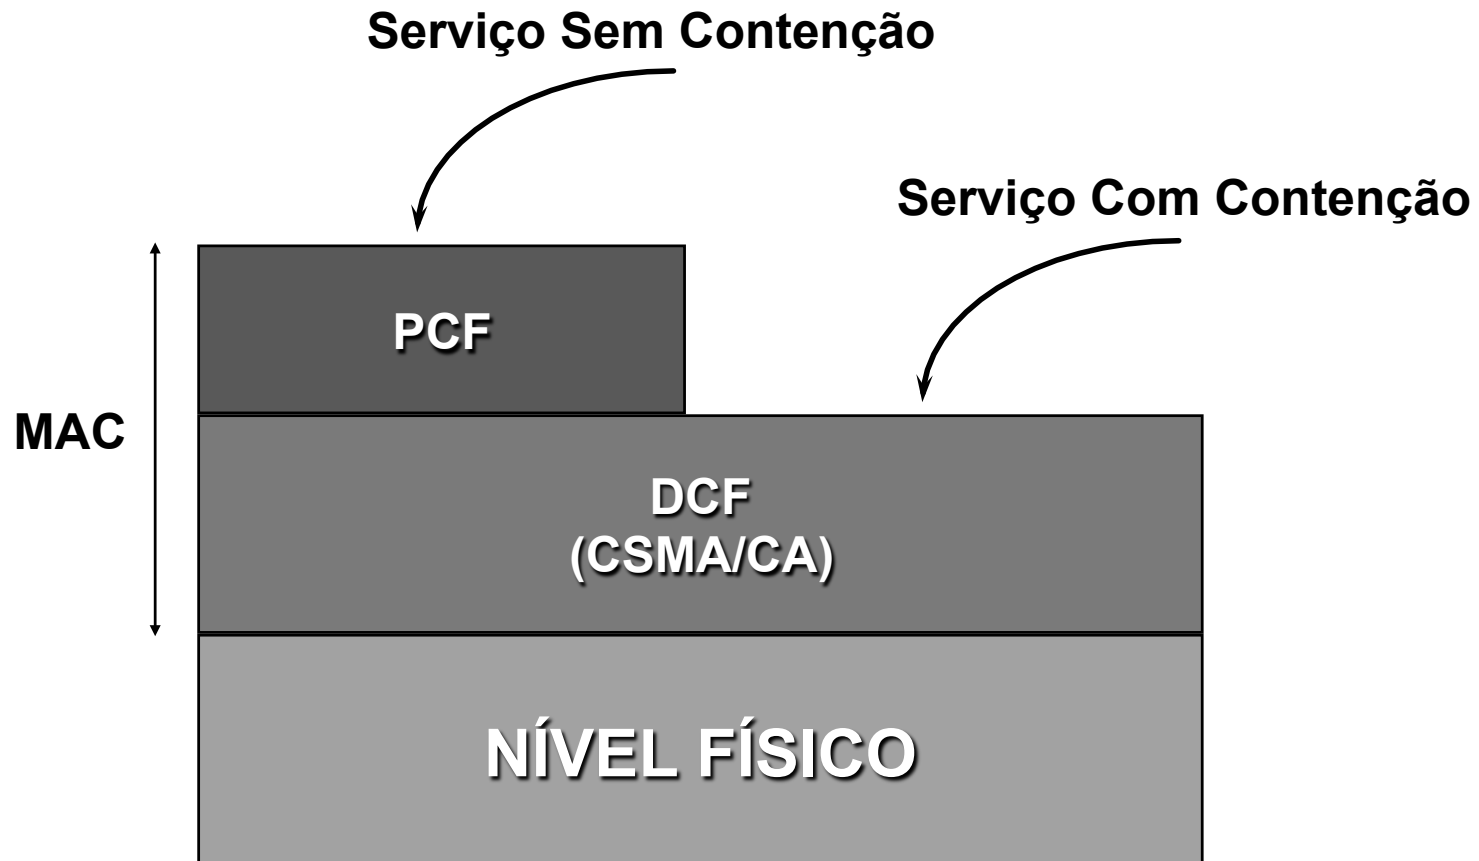 Serviço Sem Contenção
Serviço Com Contenção
PCF
MAC
DCF
(CSMA/CA)
NÍVEL FÍSICO